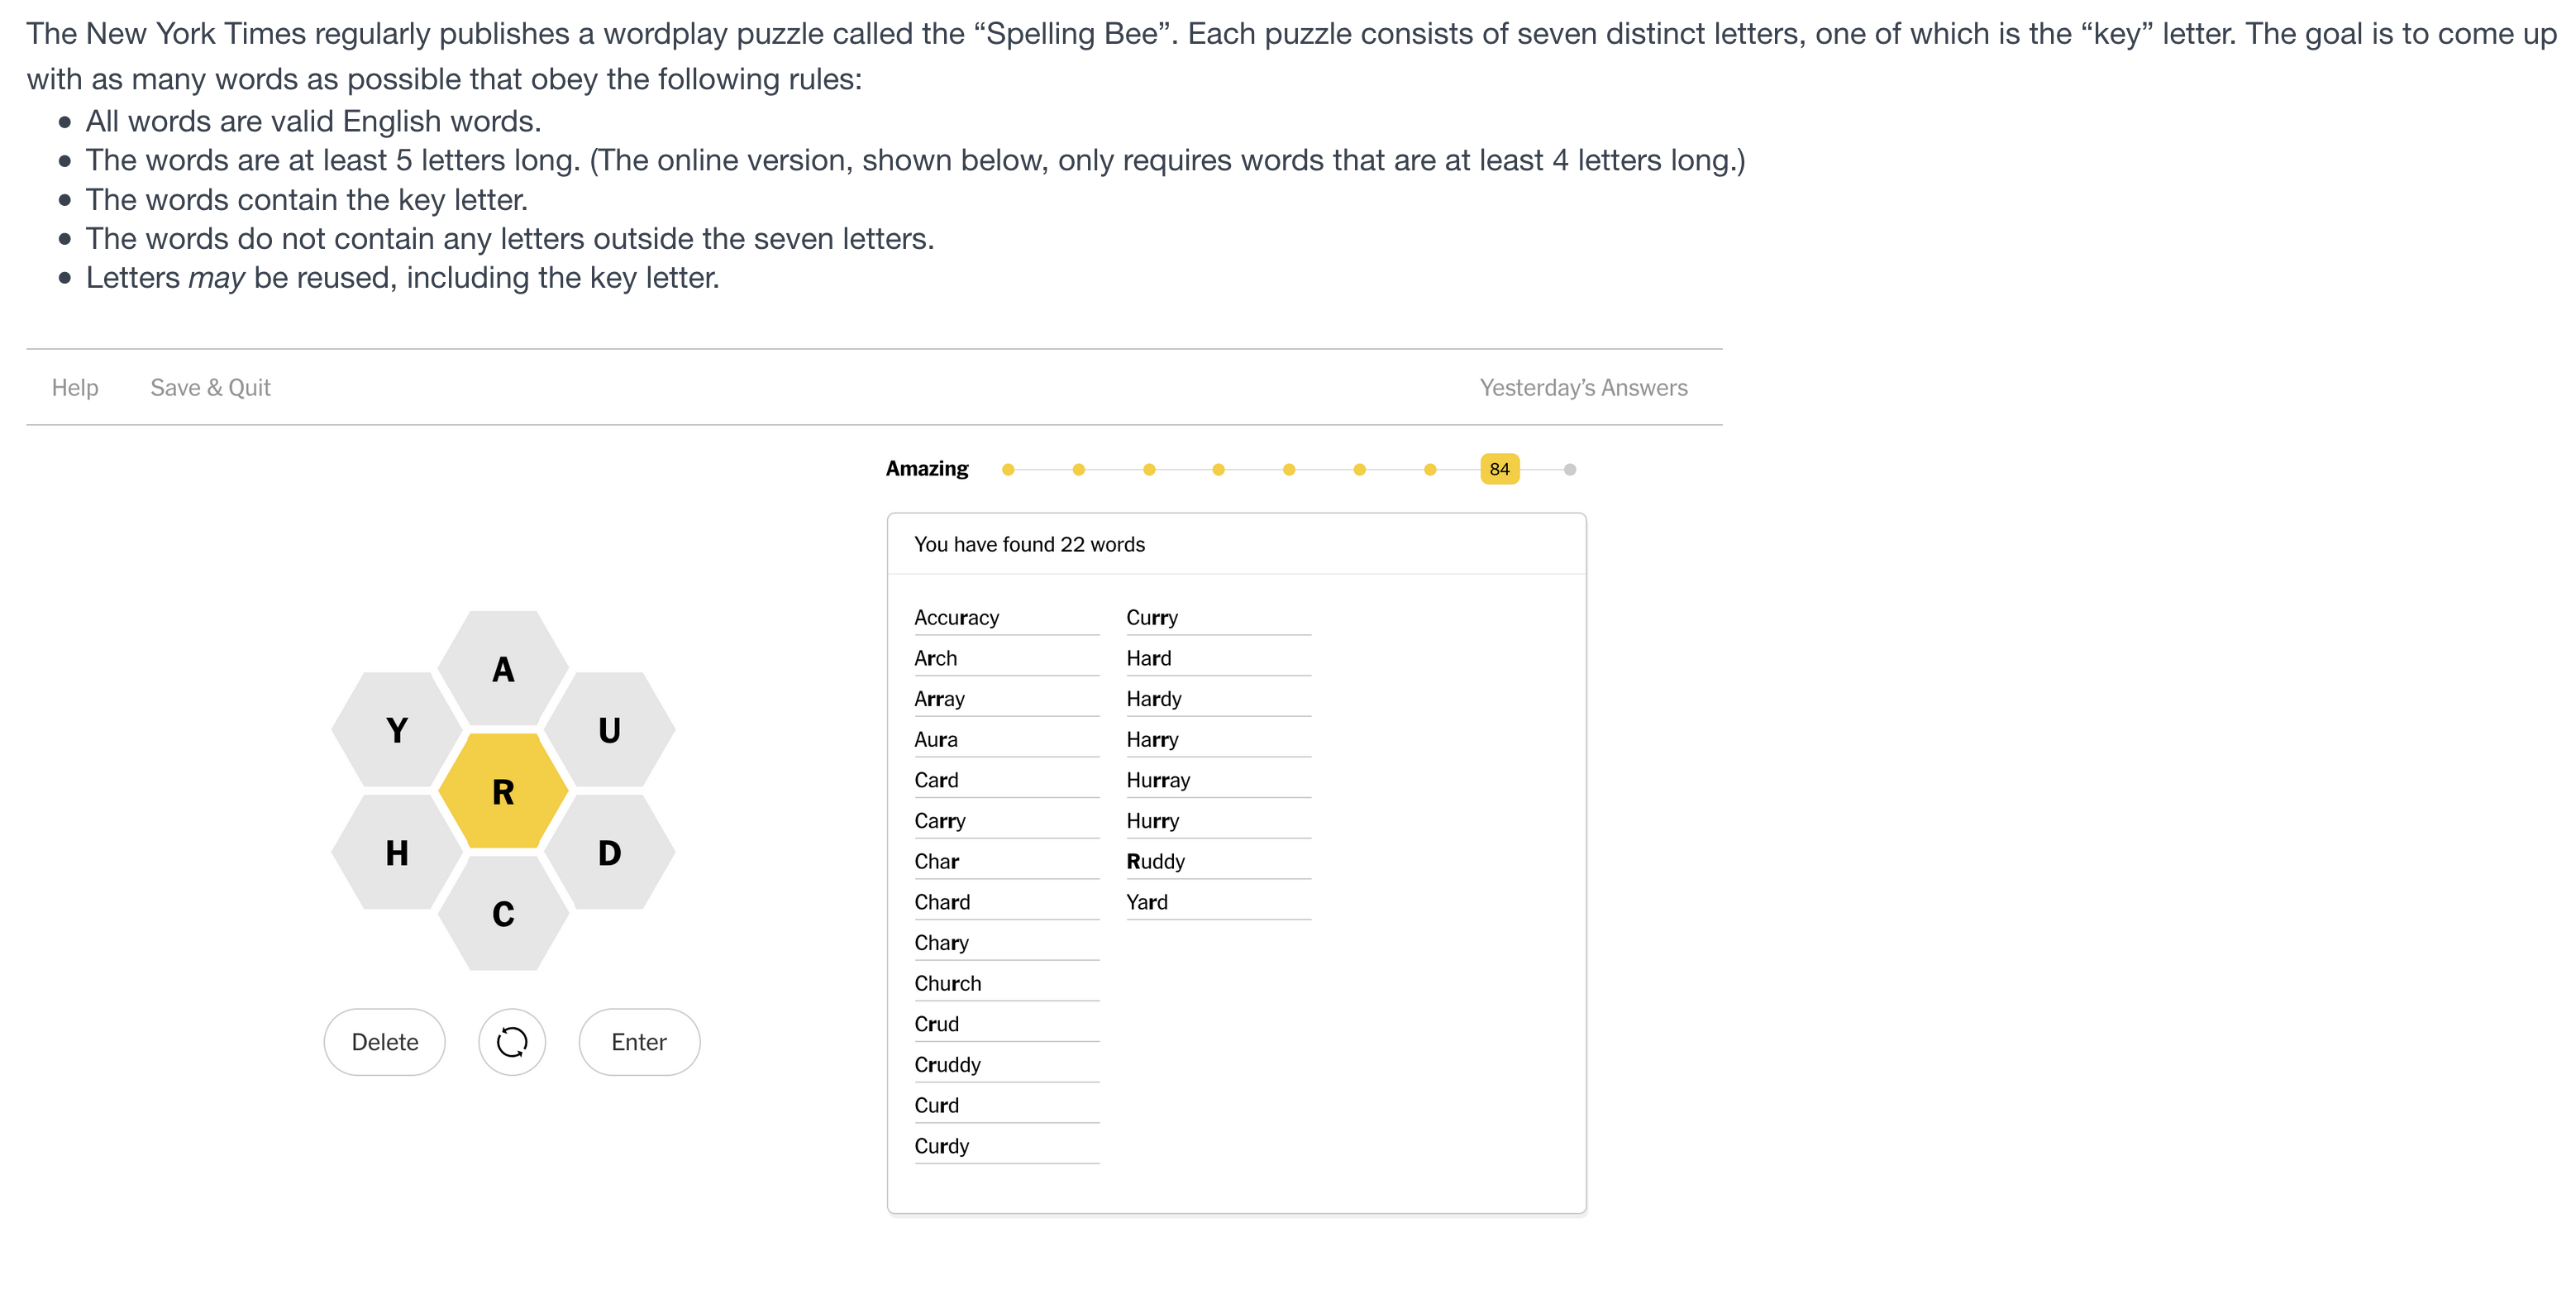 The New York Times regularly publishes a wordplay puzzle called the “Spelling Bee”. Each puzzle consists of seven distinct letters, one of which is the “key” letter. The goal is to come up
with as many words as possible that obey the following rules:
• All words are valid English words.
• The words are at least 5 letters long. (The online version, shown below, only requires words that are at least 4 letters long.)
• The words contain the key letter.
• The words do not contain any letters outside the seven letters.
• Letters may be reused, including the key letter.
Help Save & Quit Yesterday’s Answers
Amazing 84
You have found 22 words
Accuracy Curry
Arch Hard
Array Hardy
Aura Harry
Card Hurray
Carry Hurry
Char Ruddy
Chard Yard
Chary
Church
Crud
Cruddy
Curd
Curdy
A
Y U
R
H D
C
Delete Enter